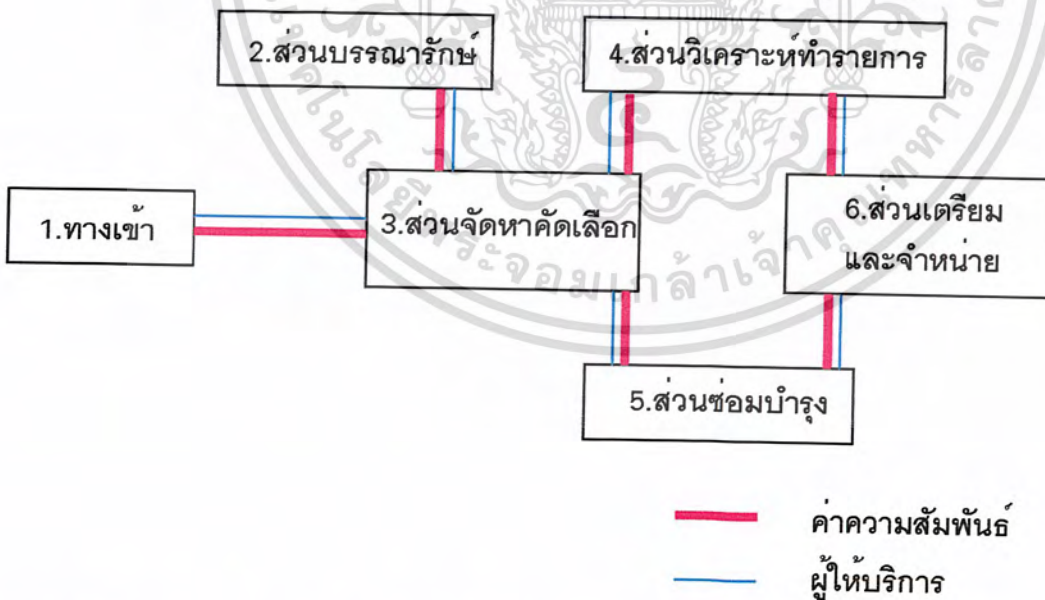 2.ส่วนบรรณารักษ์
4.ส่วนวิเคราะห์ทำรายการ
1.ทางเข้า
3.ส่วนจัดหาคัดเลือก
6.ส่วนเตรียม
และจำหน่าย
5.ส่วนซ่อมบำรุง
ค่าความสัมพันธ์
ผู้ให้บริการ